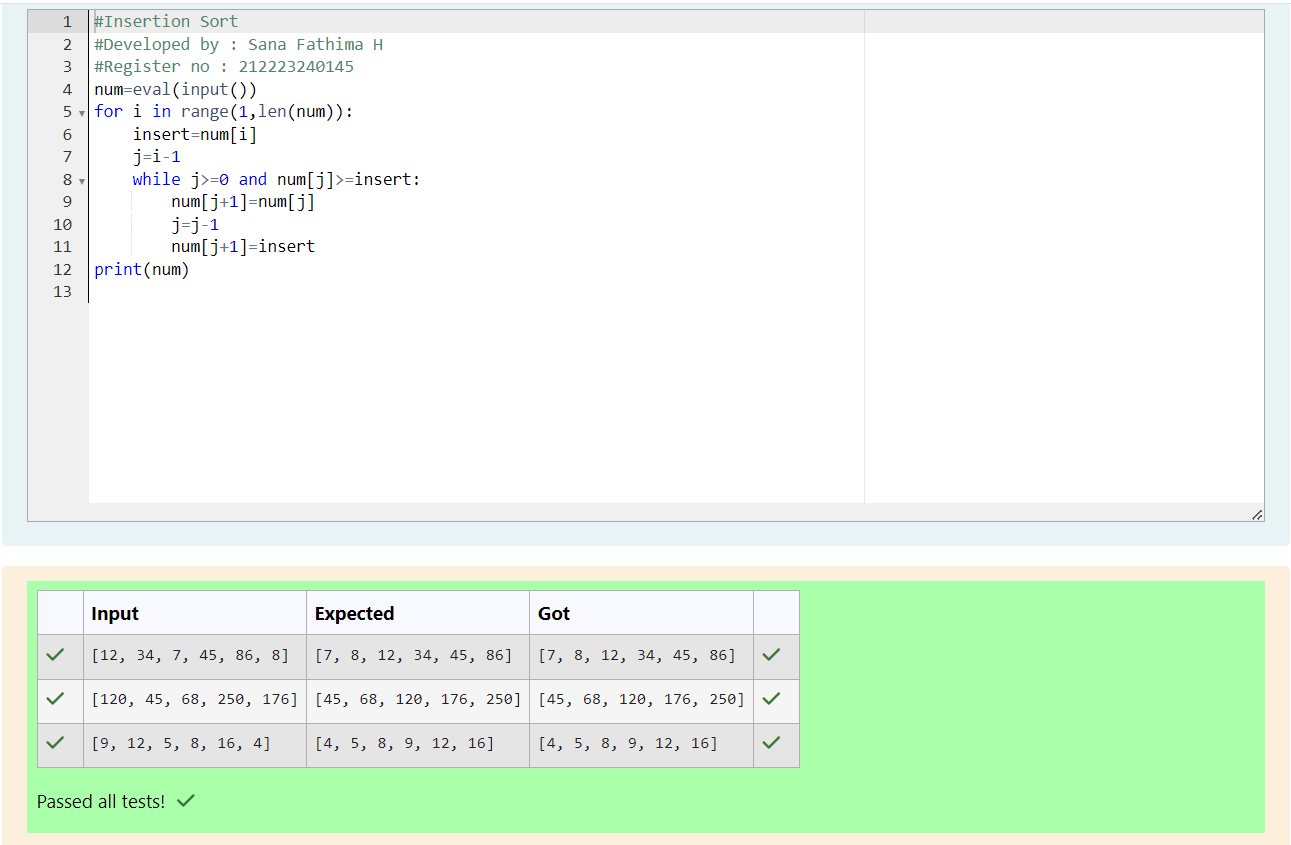 1 #Insertion Sort
2 #Developed by : Sana Fathima H
3 #Register no : 212223240145
4 num=eval(input())
5 for i in range(1,len(num)):
6     insert=num[i]
7     j=i-1
8     while j>=0 and num[j]>=insert:
9         num[j+1]=num[j]
10         j=j-1
11         num[j+1]=insert
12 print(num)
13
Input Expected Got
[12, 34, 7, 45, 86, 8] [7, 8, 12, 34, 45, 86] [7, 8, 12, 34, 45, 86]
[120, 45, 68, 250, 176] [45, 68, 120, 176, 250] [45, 68, 120, 176, 250]
[9, 12, 5, 8, 16, 4] [4, 5, 8, 9, 12, 16] [4, 5, 8, 9, 12, 16]
Passed all tests!